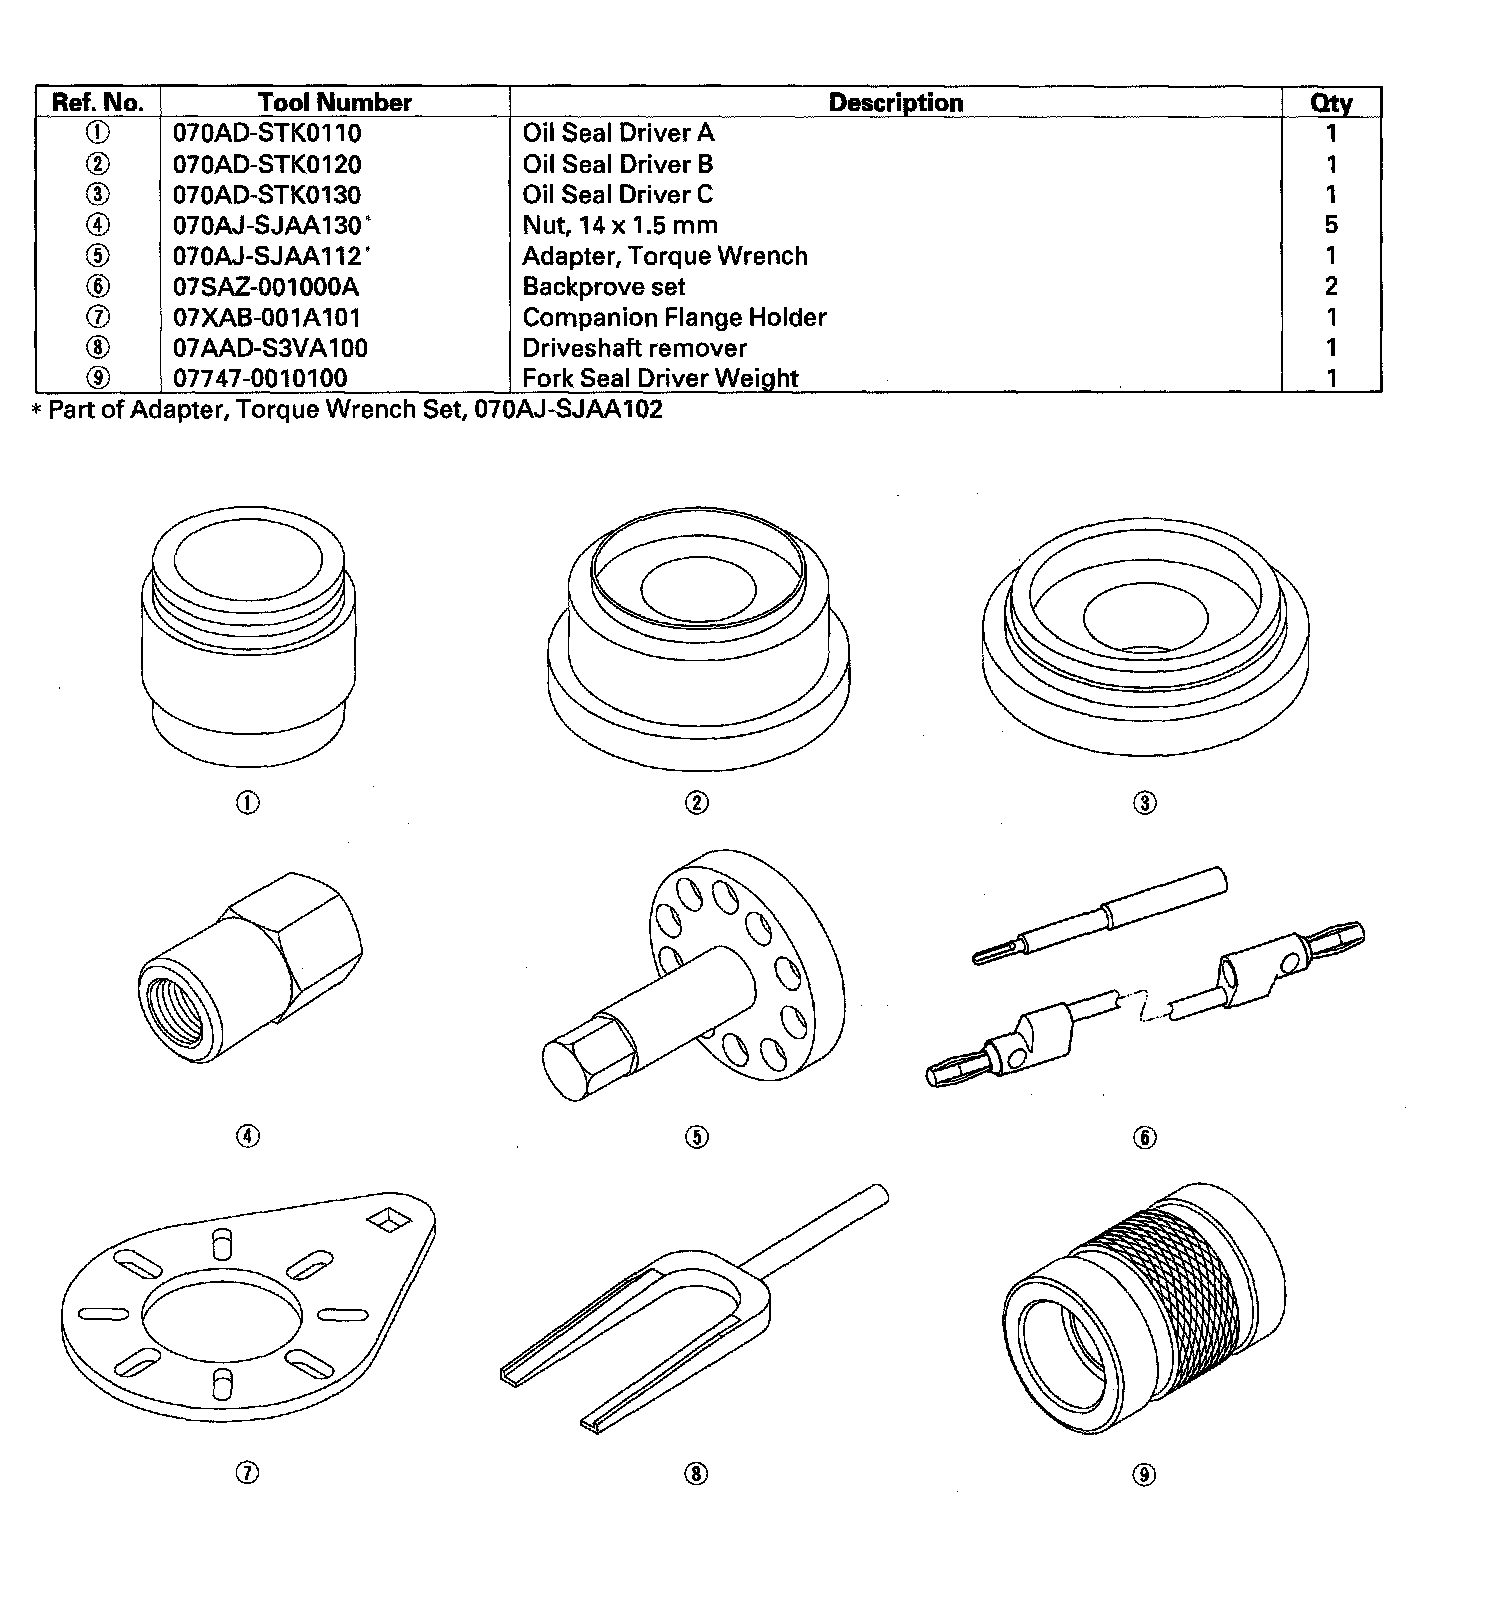 Ref. No. Tool Number Description Qty
① 070AD-STK0110 Oil Seal Driver A 1
② 070AD-STK0120 Oil Seal Driver B 1
③ 070AD-STK0130 Oil Seal Driver C 1
④ 070AJ-SJAA130* Nut, 14 x 1.5 mm 5
⑤ 070AJ-SJAA112* Adapter, Torque Wrench 1
⑥ 07SAZ-001000A Backprove set 2
⑦ 07XAB-001A101 Companion Flange Holder 1
⑧ 07AAD-S3VA100 Driveshaft remover 1
⑨ 07747-0010100 Fork Seal Driver Weight 1
* Part of Adapter, Torque Wrench Set, 070AJ-SJAA102
① ② ③
④ ⑤ ⑥
⑦ ⑧ ⑨